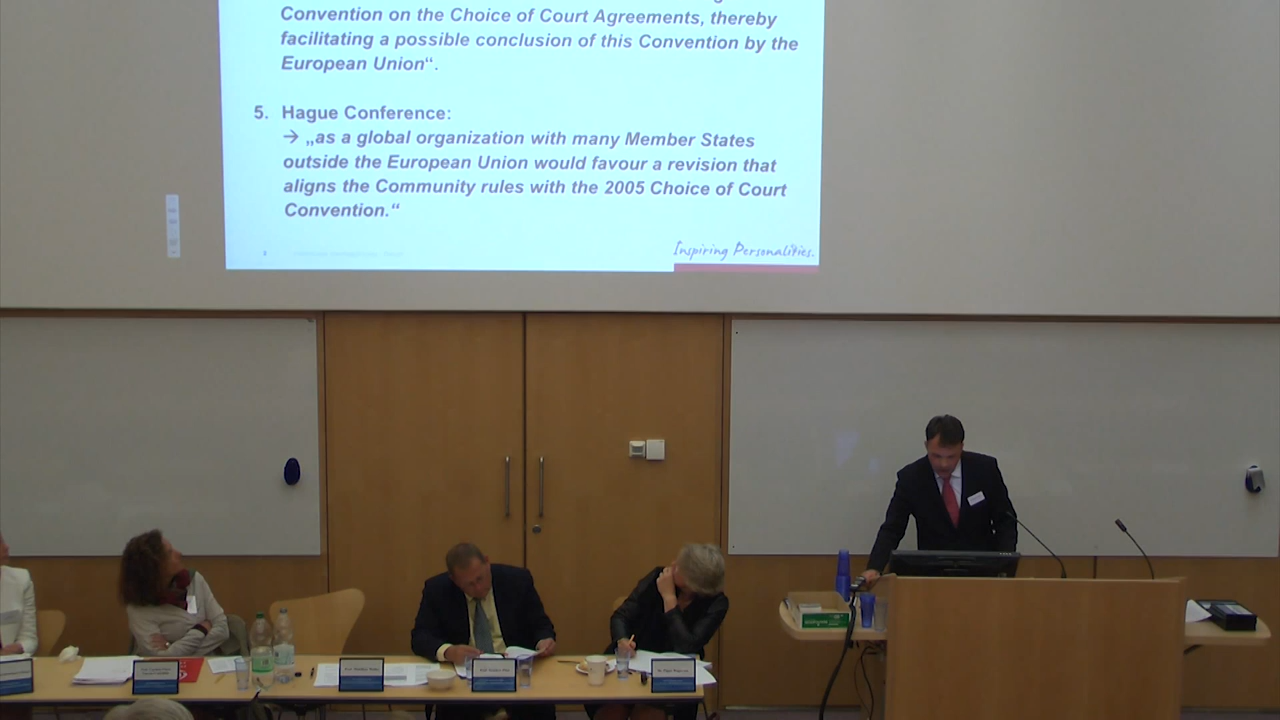 Convention on the Choice of Court Agreements, thereby
facilitating a possible conclusion of this Convention by the
European Union“.
5. Hague Conference:
→ „as a global organization with many Member States
outside the European Union would favour a revision that
aligns the Community rules with the 2005 Choice of Court
Convention.“
Inspiring Personalities.